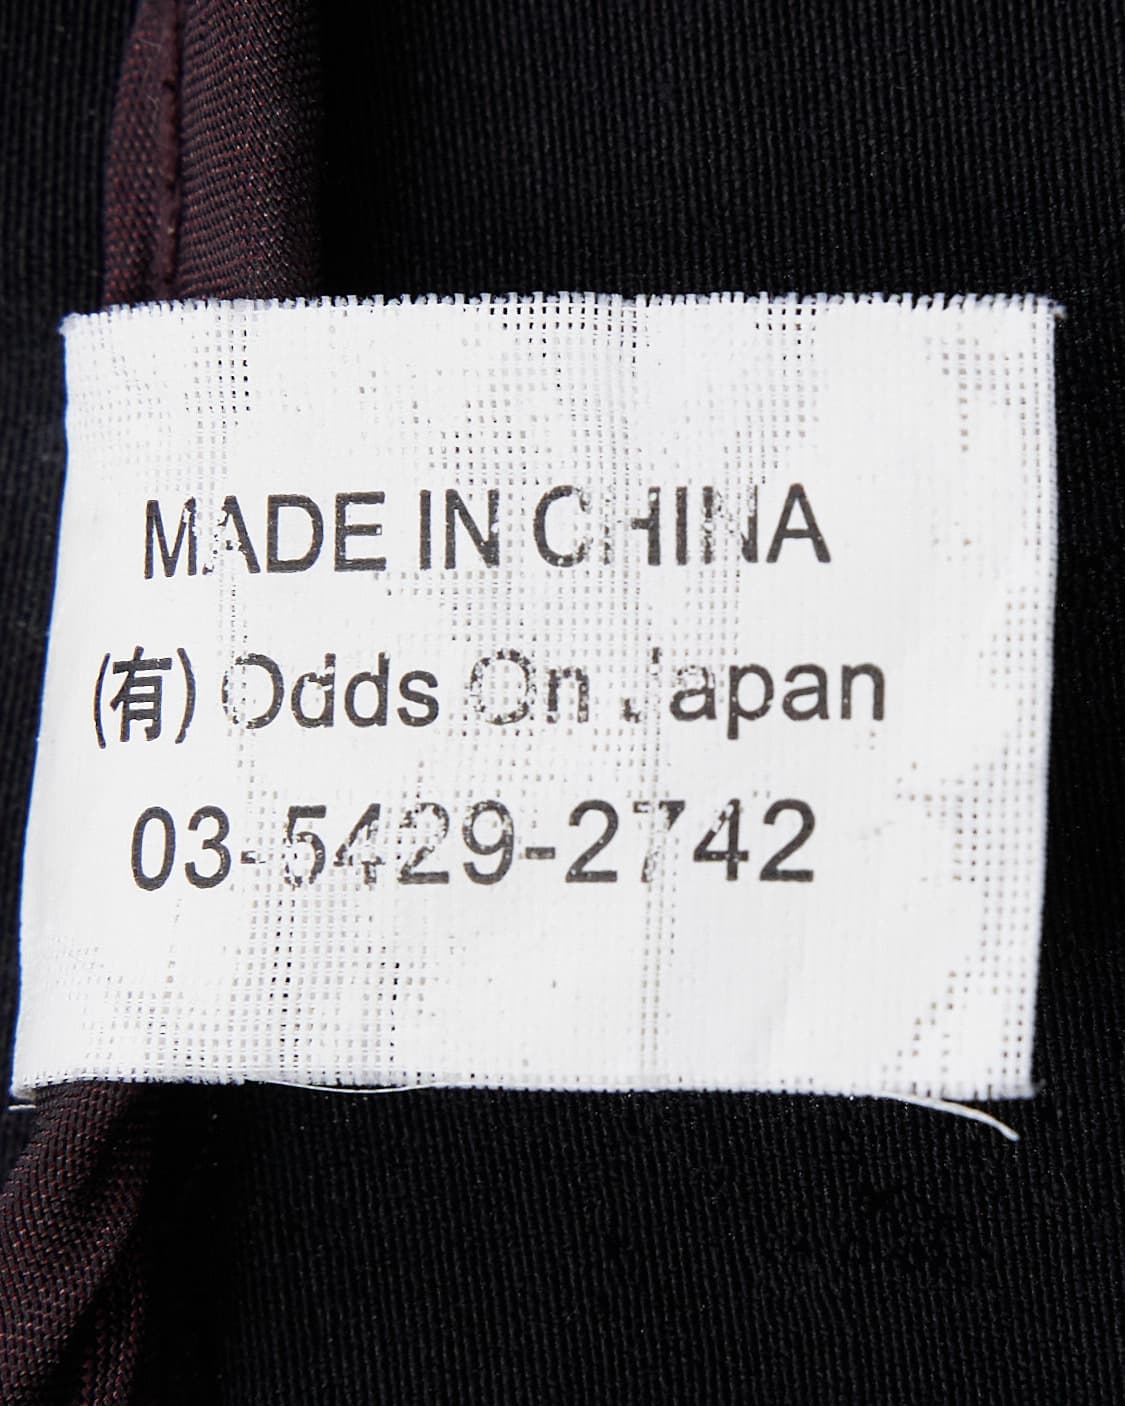 MADE IN CHINA
(有) Odds On Japan
03-5429-2742